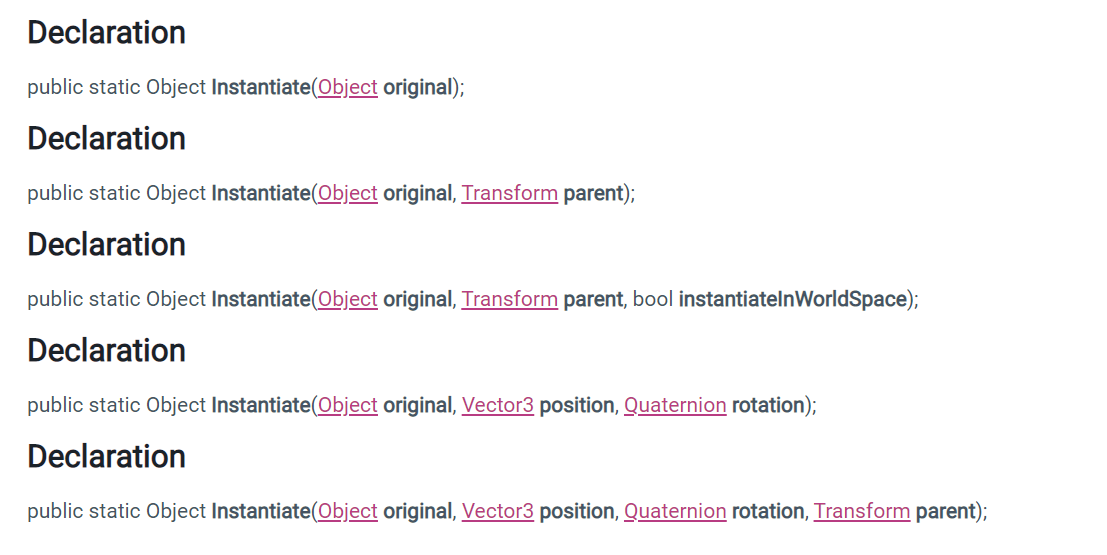 Declaration
public static Object Instantiate(Object original);
Declaration
public static Object Instantiate(Object original, Transform parent);
Declaration
public static Object Instantiate(Object original, Transform parent, bool instantiateInWorldSpace);
Declaration
public static Object Instantiate(Object original, Vector3 position, Quaternion rotation);
Declaration
public static Object Instantiate(Object original, Vector3 position, Quaternion rotation, Transform parent);